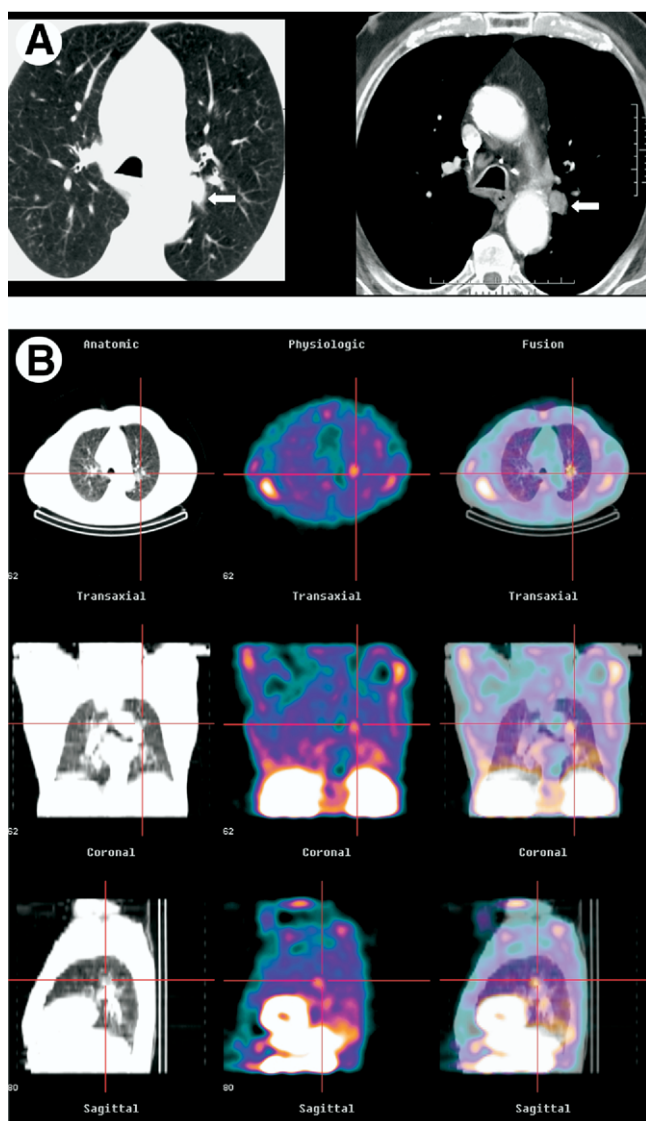 A
B
Anatomic Physiologic Fusion
62 62
Transaxial Transaxial Transaxial
62 62
Coronal Coronal Coronal
80 80
Sagittal Sagittal Sagittal